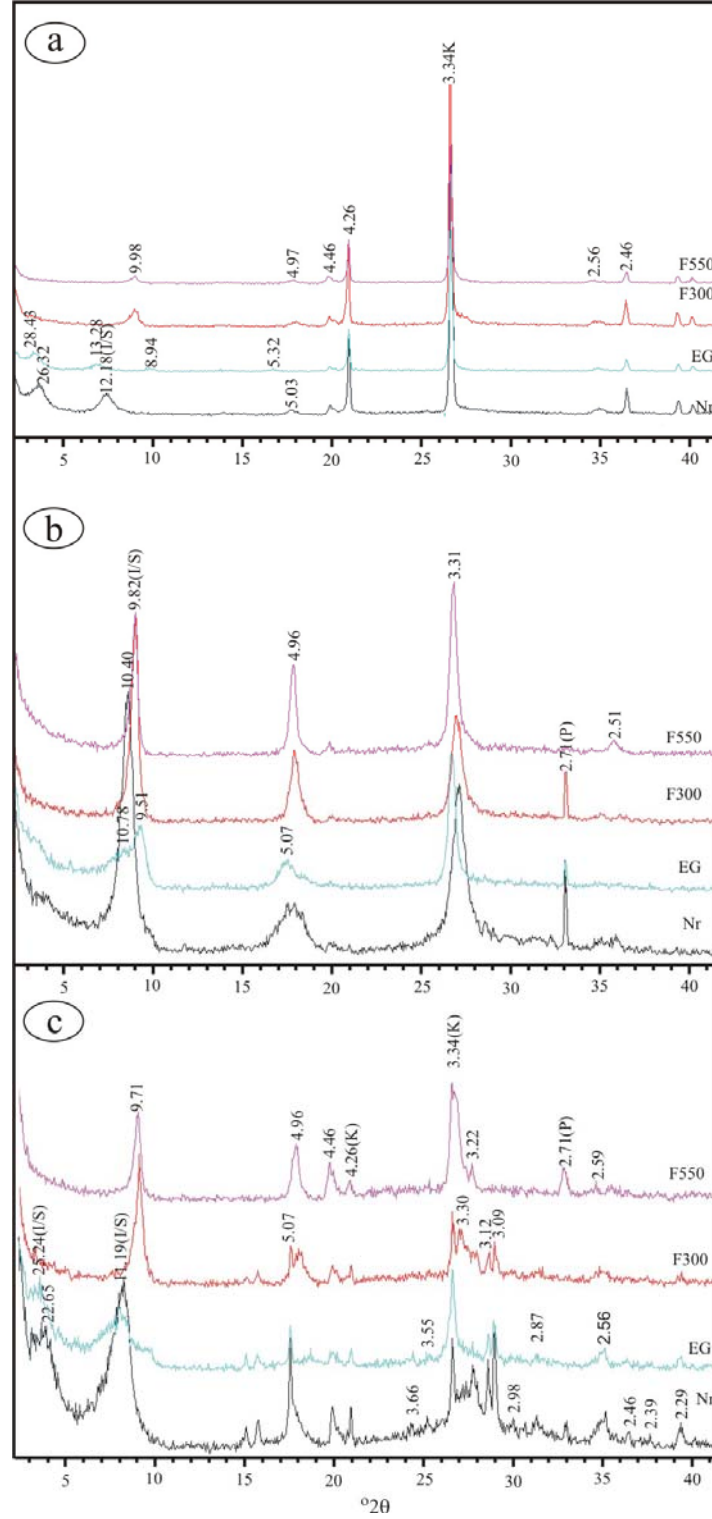 a
3.34K
4.26
9.98
4.97
4.46
2.56
2.46
F550
F300
28.43
13.28
8.94
5.32
EG
26.32
12.18(I/S)
5.03
Nr
5 10 15 20 25 30 35 40
b
9.82(I/S)
10.40
3.31
4.96
2.71(P)
2.51
F550
F300
10.78
9.51
5.07
EG
Nr
5 10 15 20 25 30 35 40
c
3.34(K)
9.71
4.96
4.46
4.26(K)
3.22
2.71(P)
2.59
F550
25.24(I/S)
11.19(I/S)
5.07
3.30
3.12
3.09
F300
22.65
3.55
2.87
2.56
EG
3.66
2.98
2.46
2.39
2.29
Nr
5 10 15 20 25 30 35 40
°2θ